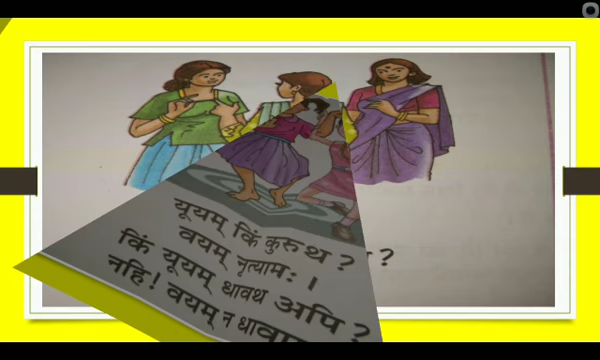 यूयम् किं कुरुथ ?
वयम् नृत्यामः ।
किं यूयम् धावथ अपि ?
नहि! वयम् न
?